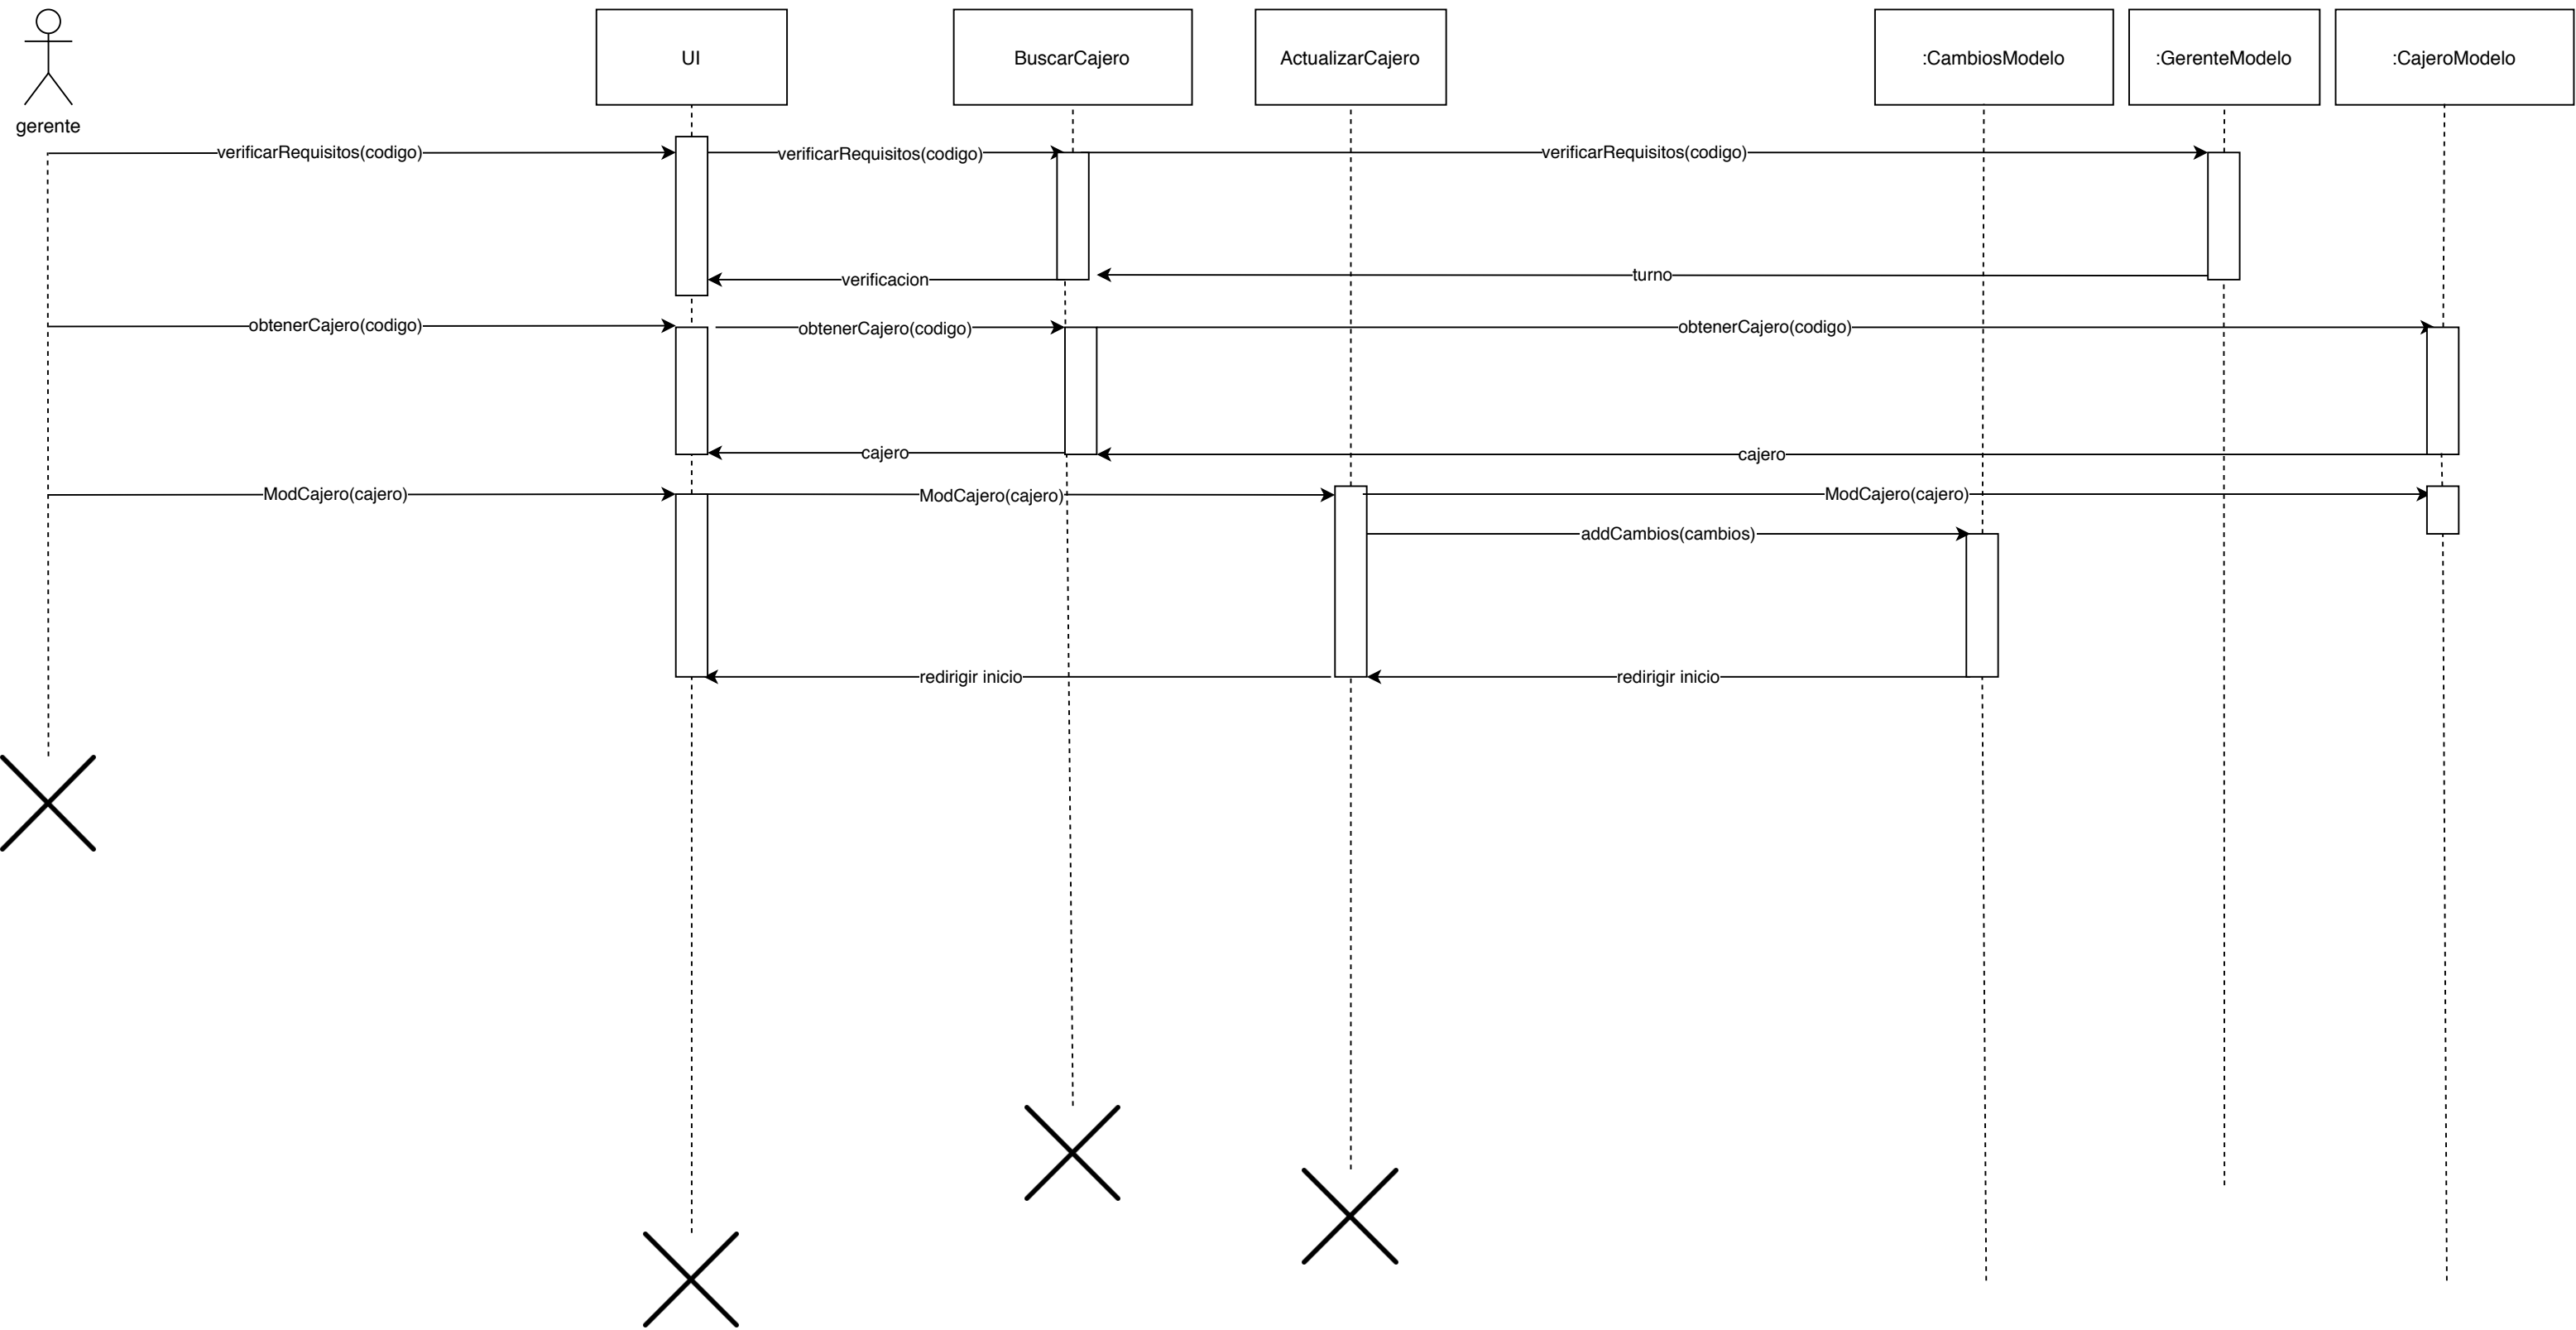 gerente
UI
BuscarCajero
ActualizarCajero
:CambiosModelo
:GerenteModelo
:CajeroModelo
verificarRequisitos(codigo)
verificarRequisitos(codigo)
verificarRequisitos(codigo)
verificacion
turno
obtenerCajero(codigo)
obtenerCajero(codigo)
obtenerCajero(codigo)
cajero
cajero
ModCajero(cajero)
ModCajero(cajero)
ModCajero(cajero)
addCambios(cambios)
redirigir inicio
redirigir inicio